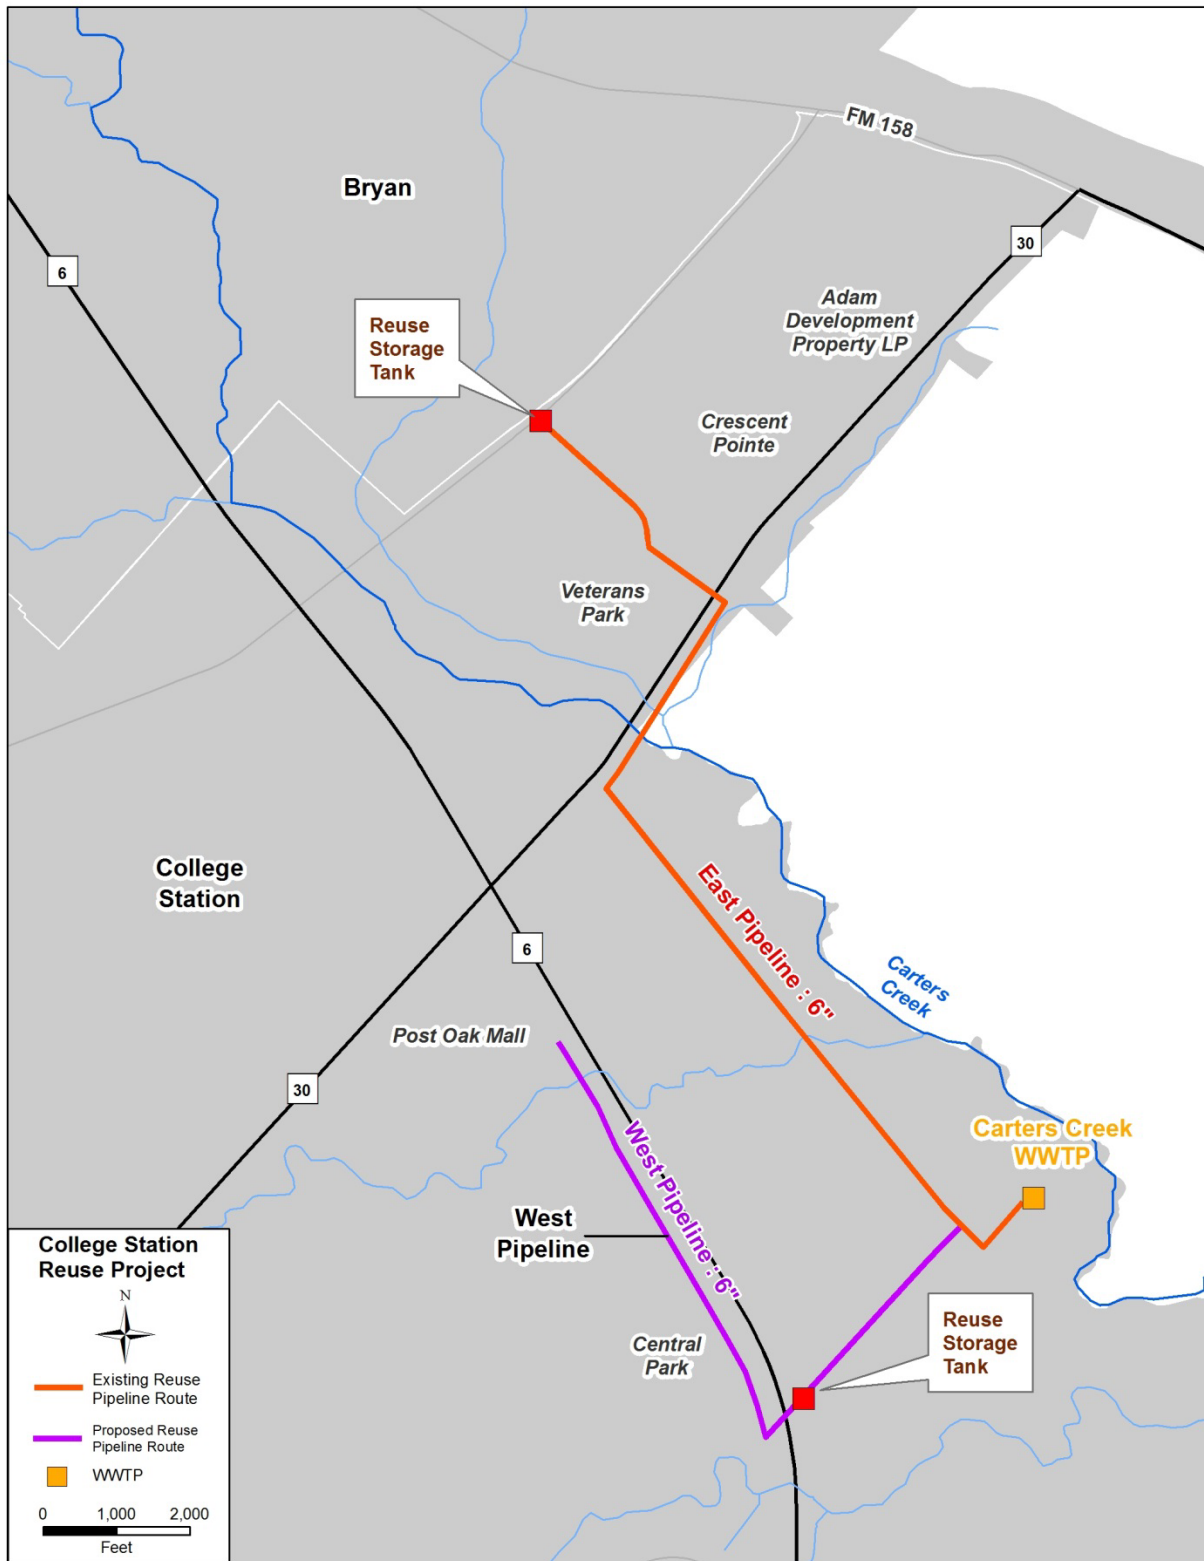 FM 158
Bryan
30
6
Adam
Development
Property LP
Reuse
Storage
Tank
Crescent
Pointe
Veterans
Park
College
Station
East Pipeline : 6"
6
Carters
Creek
Post Oak Mall
30
Carters Creek
WWTP
West Pipeline : 6"
West
Pipeline
Central
Park
Reuse
Storage
Tank
College Station
Reuse Project
N
Existing Reuse
Pipeline Route
Proposed Reuse
Pipeline Route
WWTP
0 1,000 2,000
Feet